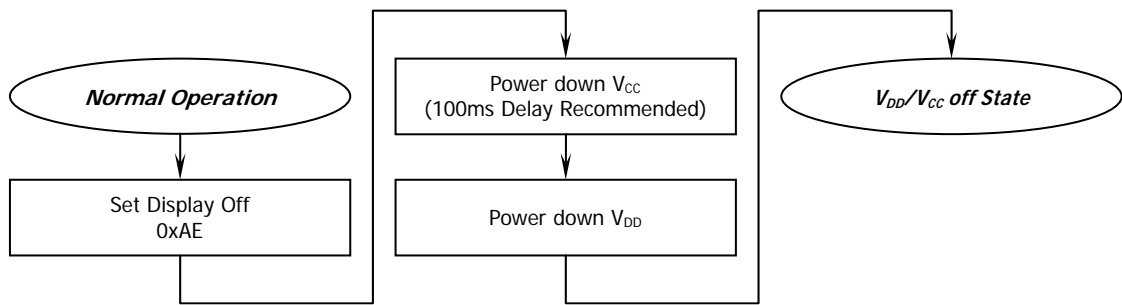 Normal Operation
Set Display Off
0xAE
Power down VCC
(100ms Delay Recommended)
Power down VDD
VDD/VCC off State